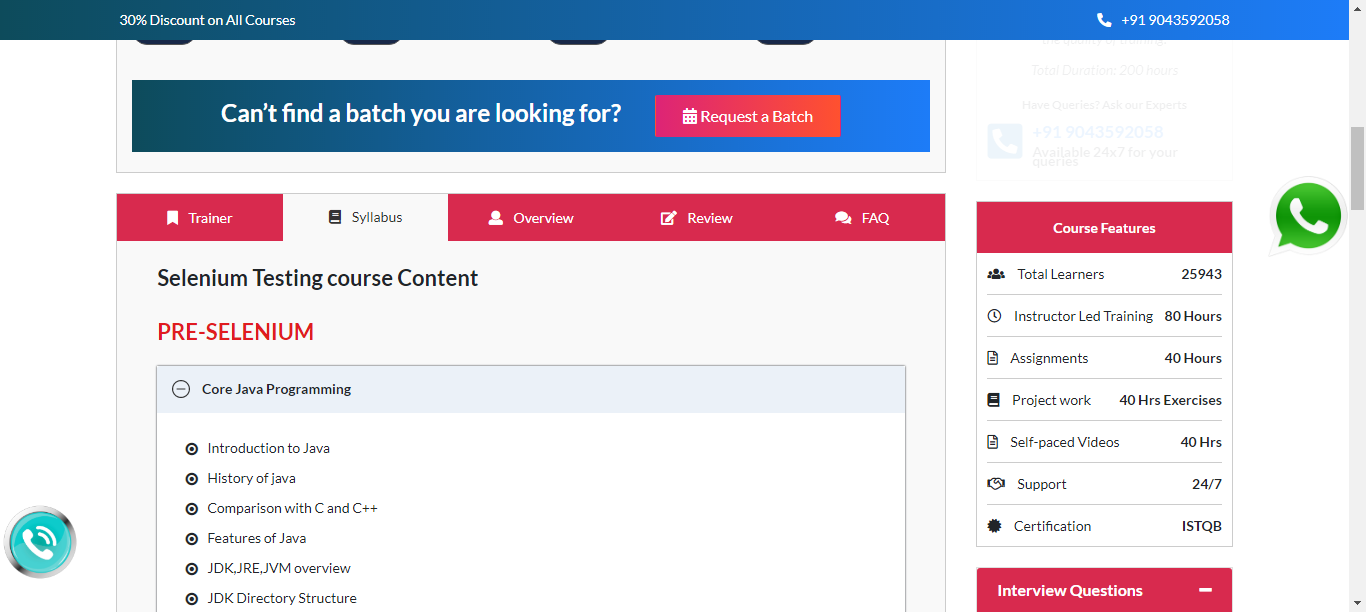 30% Discount on All Courses
+91 9043592058
the quality of training.
Total Duration: 200 hours
Have Queries? Ask our Experts
+91 9043592058
Available 24x7 for your
queries
Can’t find a batch you are looking for?
Request a Batch
Trainer
Syllabus
Overview
Review
FAQ
Selenium Testing course Content
PRE-SELENIUM
Core Java Programming
Introduction to Java
History of java
Comparison with C and C++
Features of Java
JDK,JRE,JVM overview
JDK Directory Structure
Course Features
Total Learners 25943
Instructor Led Training 80 Hours
Assignments 40 Hours
Project work 40 Hrs Exercises
Self-paced Videos 40 Hrs
Support 24/7
Certification ISTQB
Interview Questions